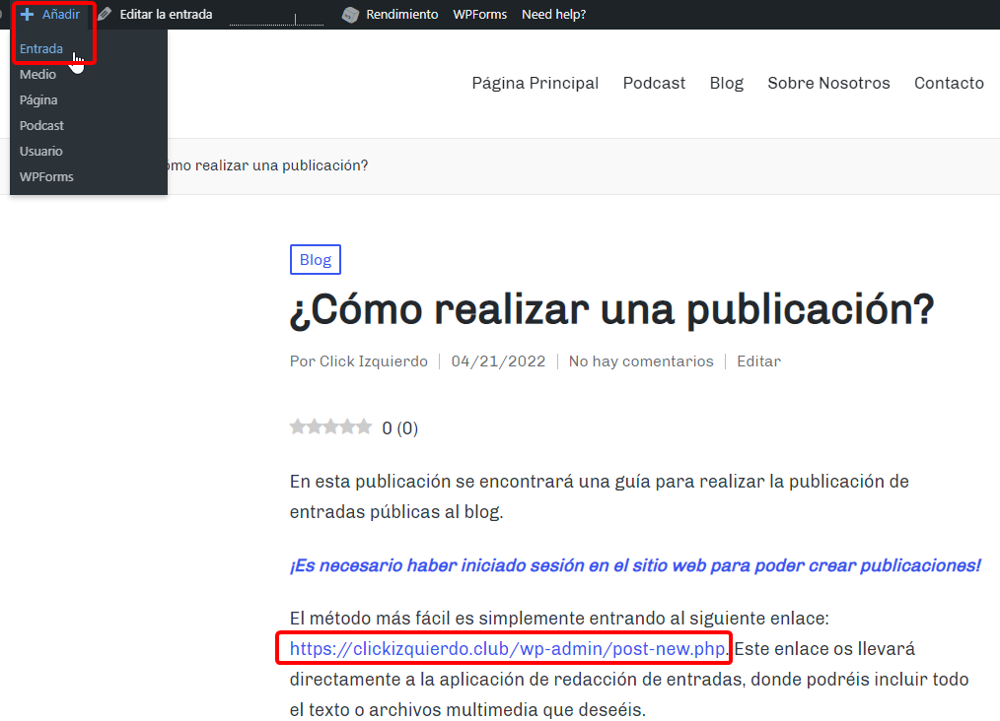 Añadir Editar la entrada Rendimiento WPForms Need help?
Entrada
Medio
Página
Podcast
Usuario
WPForms
Página Principal Podcast Blog Sobre Nosotros Contacto
ómo realizar una publicación?
Blog
¿Cómo realizar una publicación?
Por Click Izquierdo 04/21/2022 No hay comentarios Editar
0 (0)
En esta publicación se encontrará una guía para realizar la publicación de
entradas públicas al blog.
¡Es necesario haber iniciado sesión en el sitio web para poder crear publicaciones!
El método más fácil es simplemente entrando al siguiente enlace:
https://clickizquierdo.club/wp-admin/post-new.php. Este enlace os llevará
directamente a la aplicación de redacción de entradas, donde podréis incluir todo
el texto o archivos multimedia que deseéis.